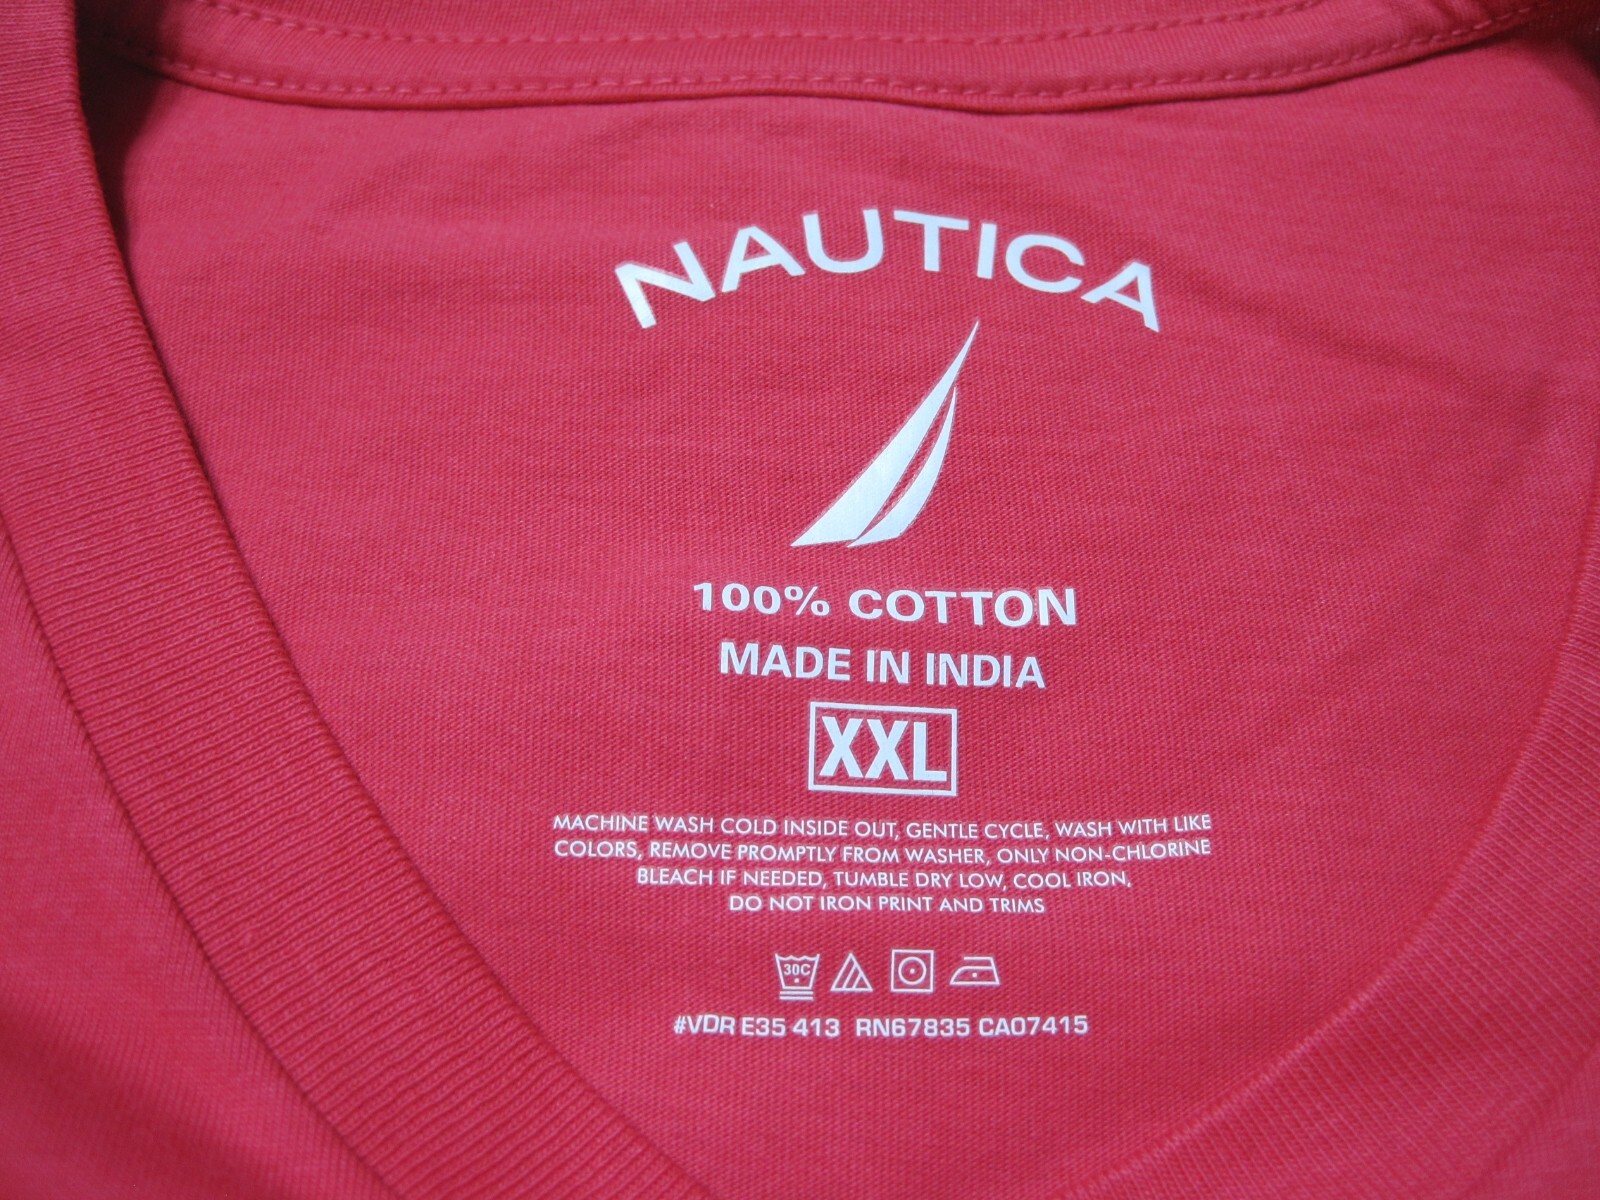 NAUTICA
100% COTTON
MADE IN INDIA
XXL
MACHINE WASH COLD INSIDE OUT, GENTLE CYCLE, WASH WITH LIKE
COLORS, REMOVE PROMPTLY FROM WASHER, ONLY NON-CHLORINE
BLEACH IF NEEDED, TUMBLE DRY LOW, COOL IRON,
DO NOT IRON PRINT AND TRIMS
30C
#VDR E35 413 RN67835 CA07415